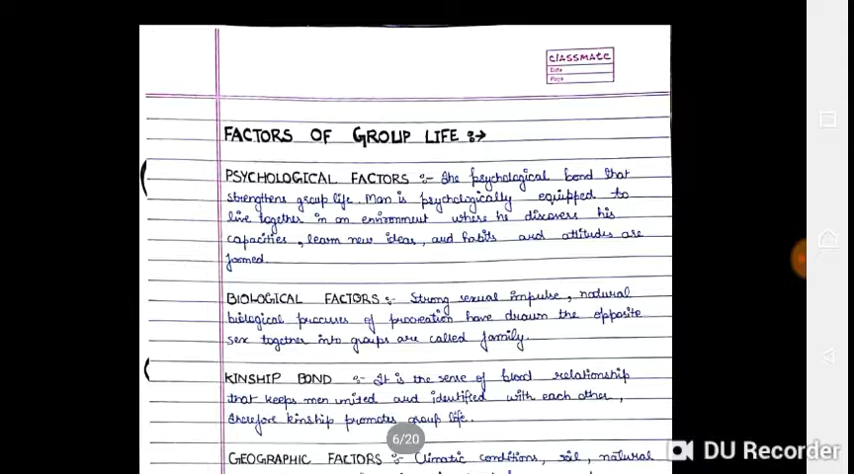 CLASSMATE
Date
Page
FACTORS OF GROUP LIFE :→
PSYCHOLOGICAL FACTORS :- The psychological bond that
strengthens group life. Man is psychologically equipped to
live together in an environment where he discovers his
capacities, learn new ideas, and habits and attitudes are
formed.
BIOLOGICAL FACTORS :- Strong sexual impulse, natural
biological processes of procreation have drawn the opposite
sex together into groups are called family.
KINSHIP BOND :- It is the sense of blood relationship
that keeps men united and identified with each other,
therefore kinship promotes group life.
6/20
GEOGRAPHIC FACTORS :- Climatic conditions, soil, natural
DU Recorder